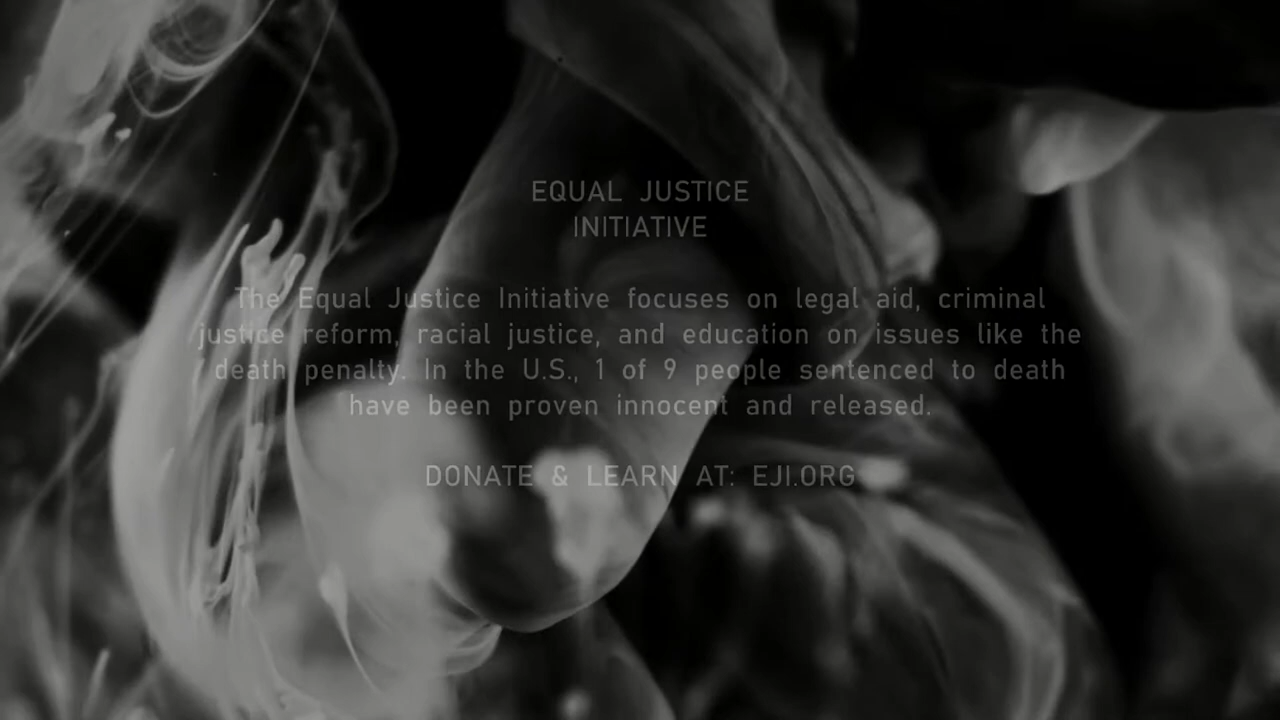 EQUAL JUSTICE
INITIATIVE
The Equal Justice Initiative focuses on legal aid, criminal
justice reform, racial justice, and education on issues like the
death penalty. In the U.S., 1 of 9 people sentenced to death
have been proven innocent and released.
DONATE & LEARN AT: EJI.ORG